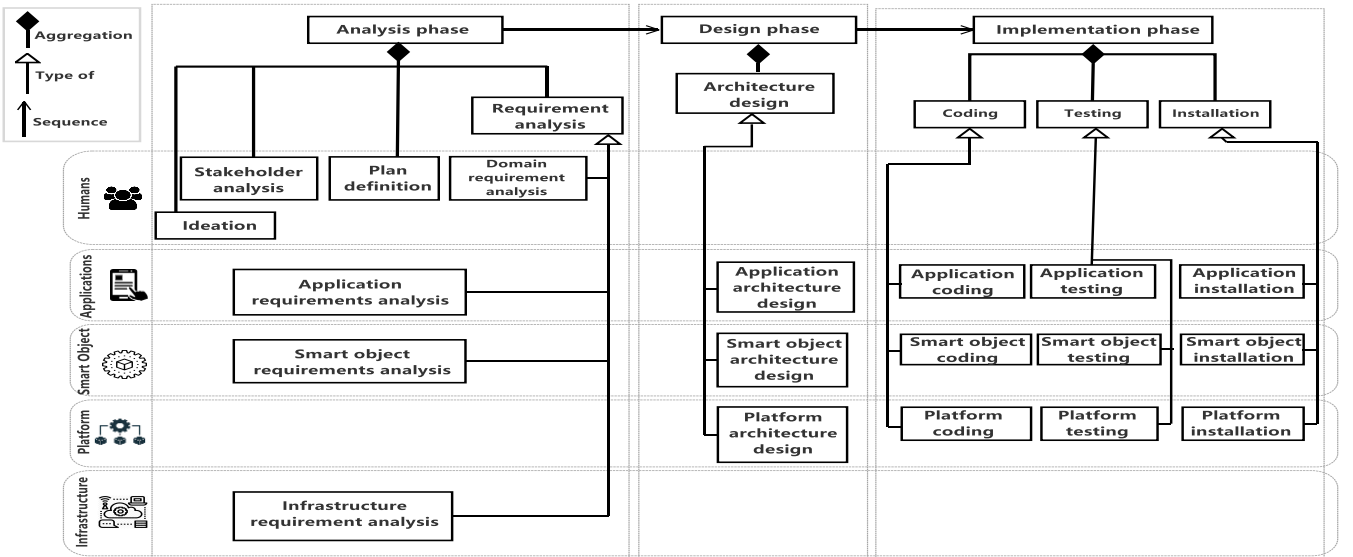 Aggregation
Type of
Sequence
Analysis phase
Design phase
Implementation phase
Requirement
analysis
Architecture
design
Coding
Testing
Installation
Humans
Stakeholder
analysis
Plan
definition
Domain
requirement
analysis
Ideation
Applications
Application
requirements analysis
Application
architecture
design
Application
coding
Application
testing
Application
installation
Smart Object
Smart object
requirements analysis
Smart object
architecture
design
Smart object
coding
Smart object
testing
Smart object
installation
Platform
Platform
architecture
design
Platform
coding
Platform
testing
Platform
installation
Infrastructure
Infrastructure
requirement analysis